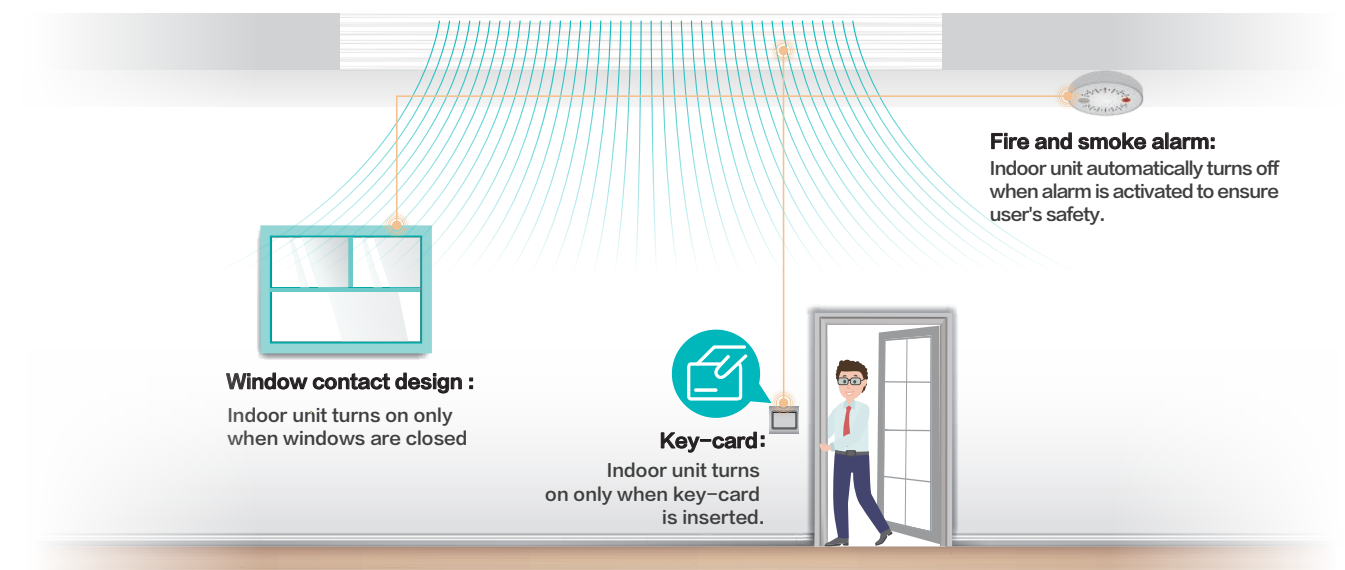 Fire and smoke alarm:
Indoor unit automatically turns off
when alarm is activated to ensure
user's safety.
Window contact design :
Indoor unit turns on only
when windows are closed
Key-card:
Indoor unit turns
on only when key-card
is inserted.